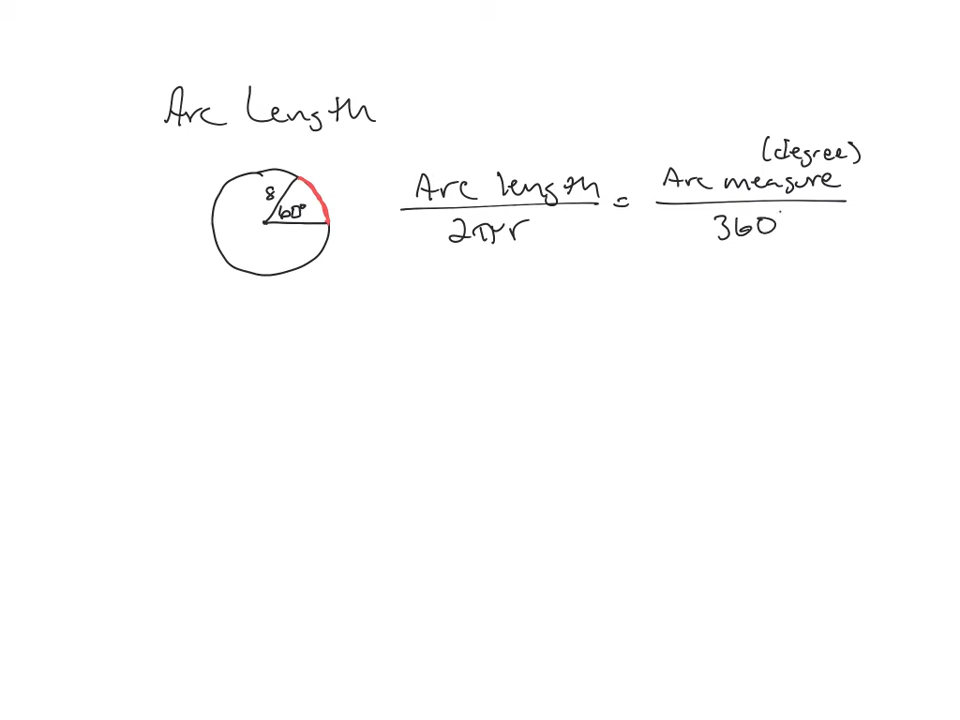 Arc Length
8
60°
Arc length
2πr
=
(degree)
Arc measure
360°